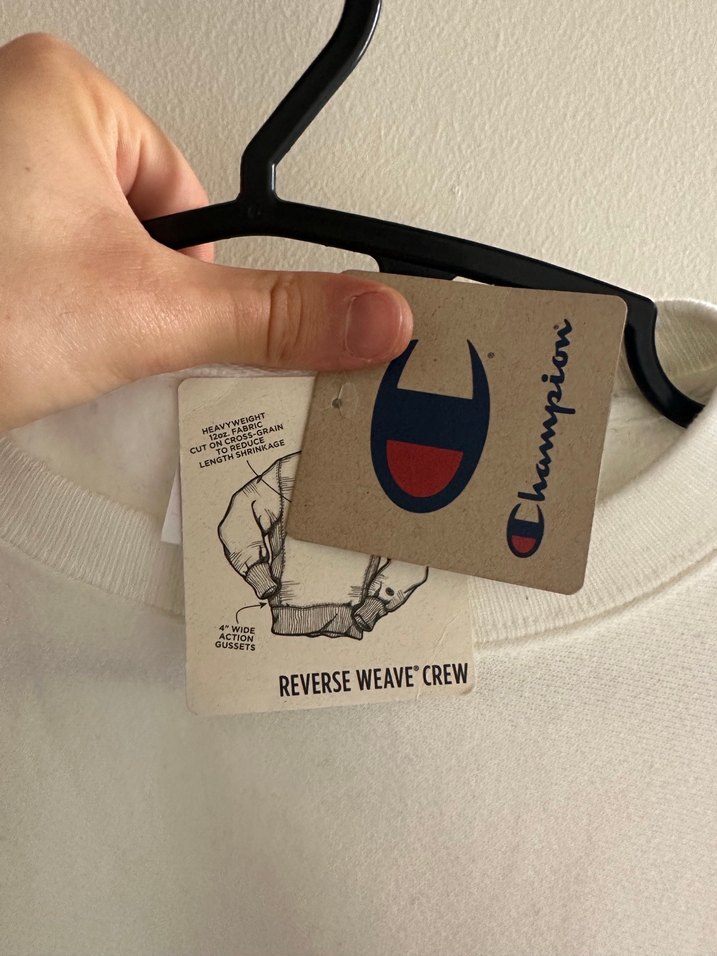 HEAVYWEIGHT
12oz. FABRIC
CUT ON CROSS-GRAIN
TO REDUCE
LENGTH SHRINKAGE
4" WIDE
ACTION
GUSSETS
REVERSE WEAVE® CREW
Champion